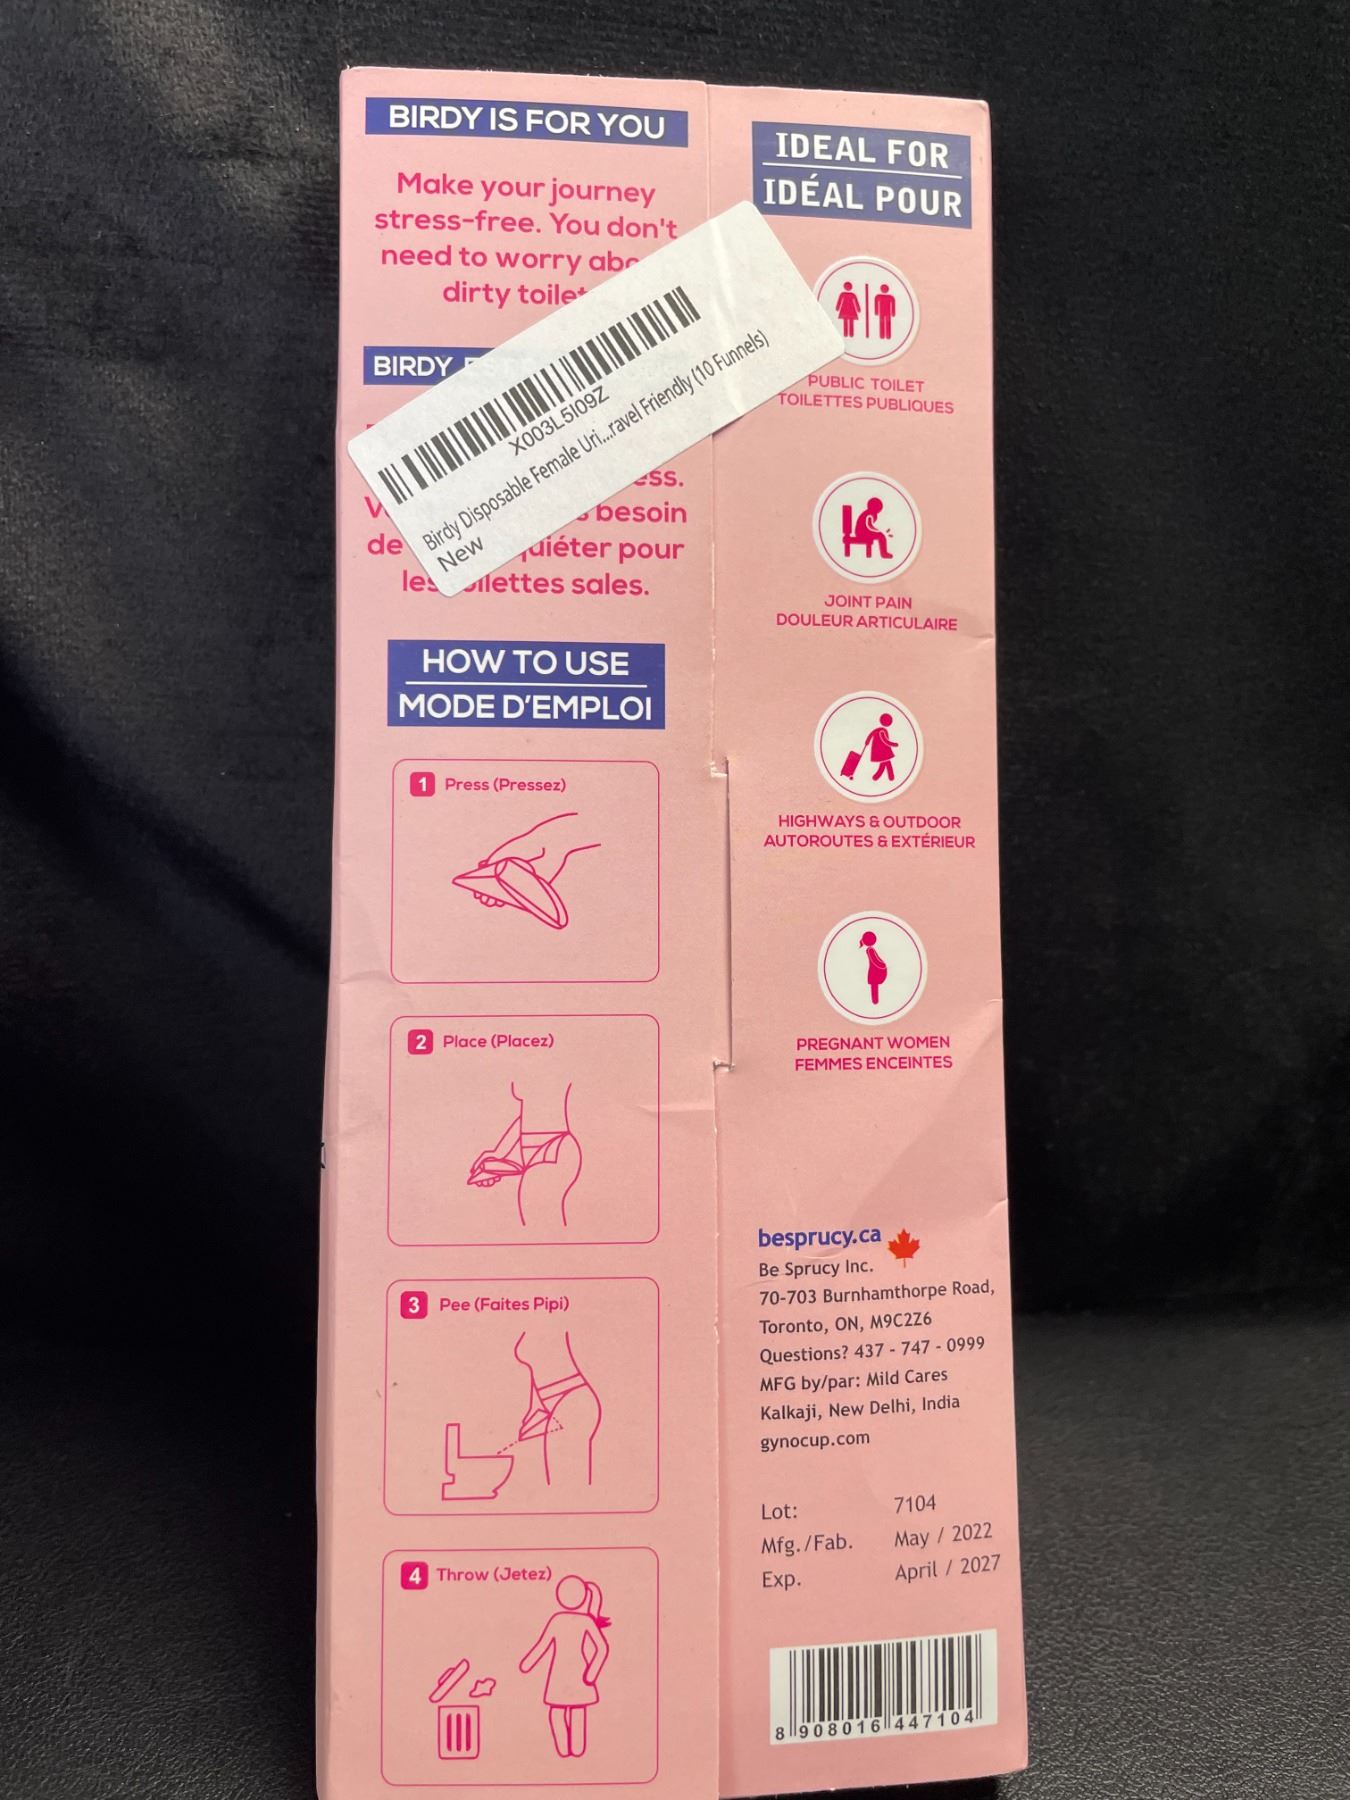 BIRDY IS FOR YOU
Make your journey
stress-free. You don't
need to worry
dirty
BIRDY EST
ess.
besoin
de quiéter pour
les toilettes sales.
X003L5I09Z
Birdy Disposable Female Uri...ravel Friendly (10 Funnels)
New
HOW TO USE
MODE D'EMPLOI
1 Press (Pressez)
2 Place (Placez)
3 Pee (Faites Pipi)
4 Throw (Jetez)
IDEAL FOR
IDÉAL POUR
PUBLIC TOILET
TOILETTES PUBLIQUES
JOINT PAIN
DOULEUR ARTICULAIRE
HIGHWAYS & OUTDOOR
AUTOROUTES & EXTÉRIEUR
PREGNANT WOMEN
FEMMES ENCEINTES
besprucy.ca
Be Sprucy Inc.
70-703 Burnhamthorpe Road,
Toronto, ON, M9C2Z6
Questions? 437 - 747 - 0999
MFG by/par: Mild Cares
Kalkaji, New Delhi, India
gynocup.com
Lot: 7104
Mfg./Fab. May / 2022
Exp. April / 2027
8 908016 447104